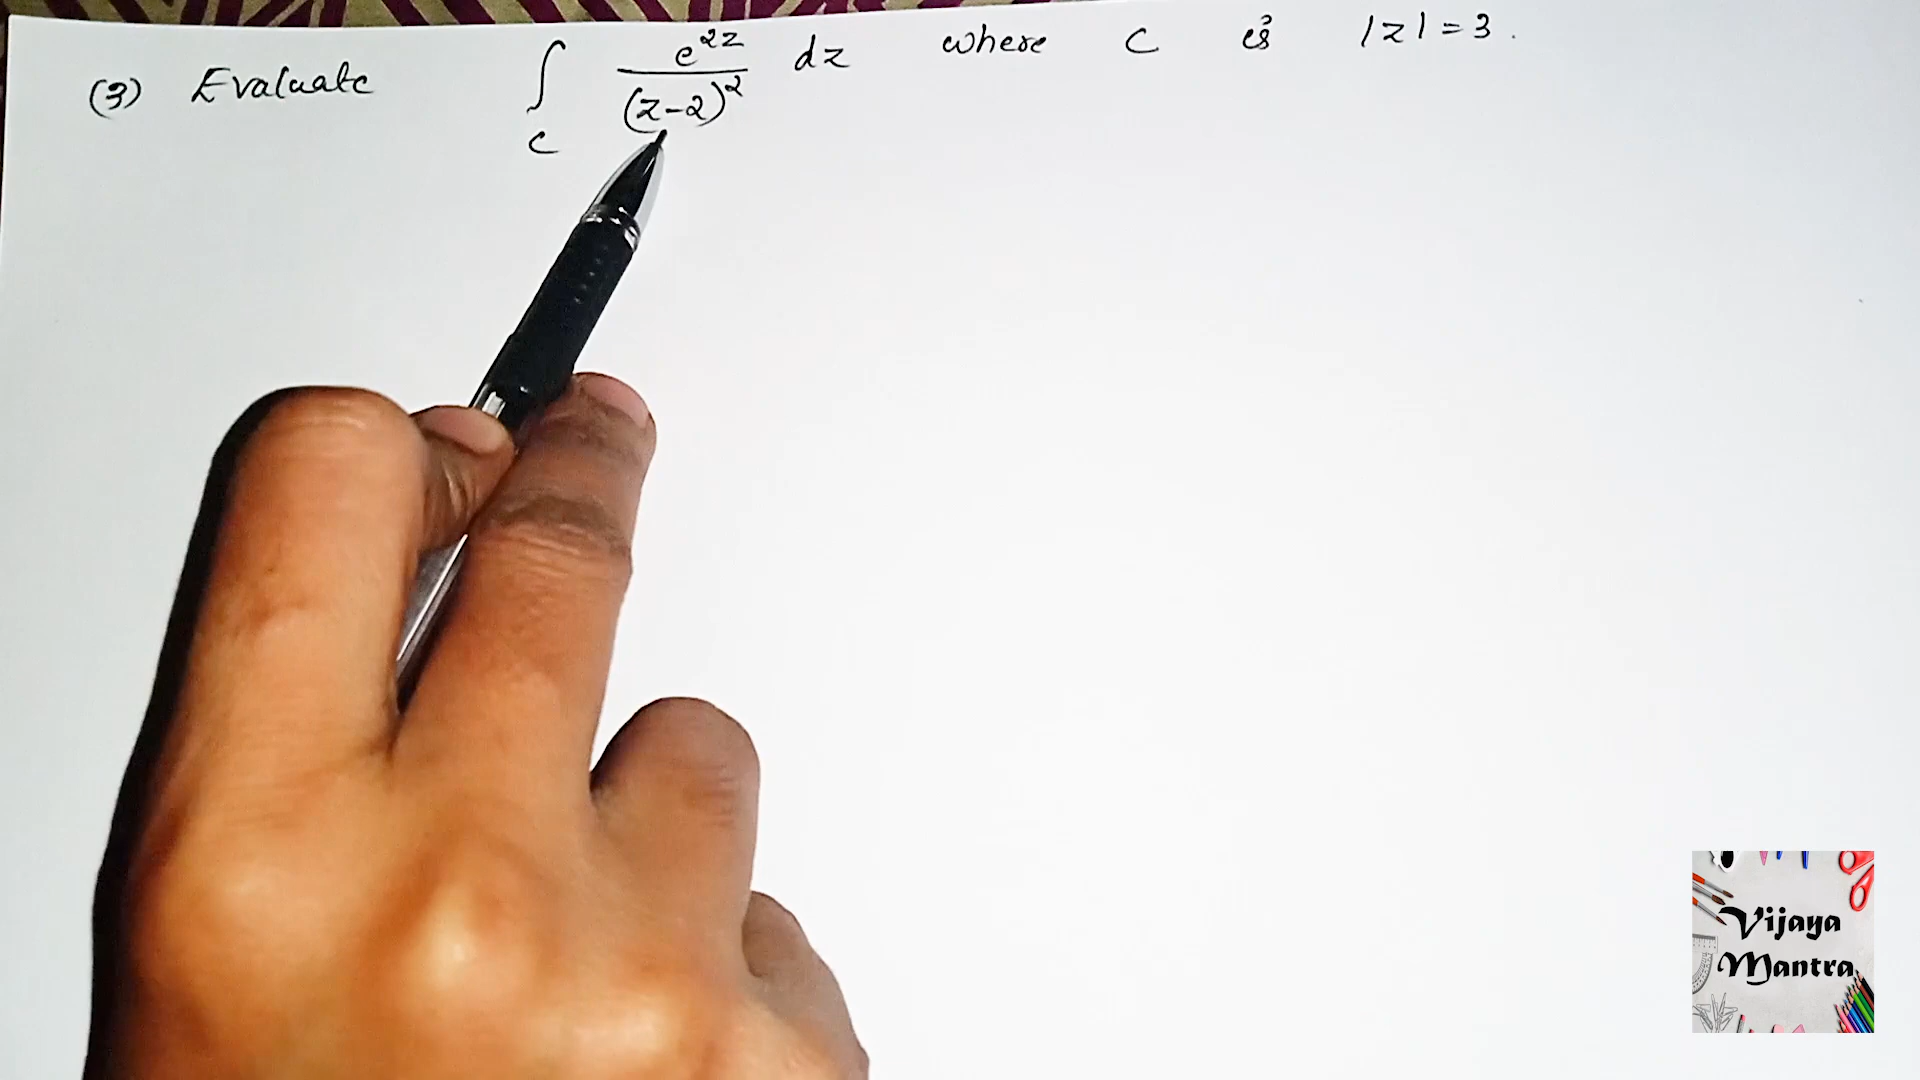 (3) Evaluate ∫_C e^{2z}/(z-2)^2 dz where C is |z| = 3.
Vijaya
Mantra